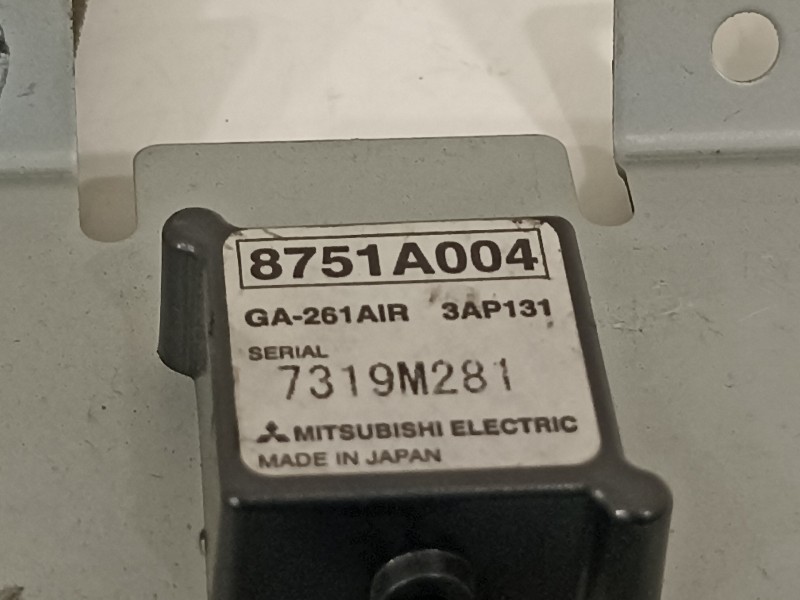 8751A004
GA-261AIR 3AP131
SERIAL
7319M281
MITSUBISHI ELECTRIC
MADE IN JAPAN